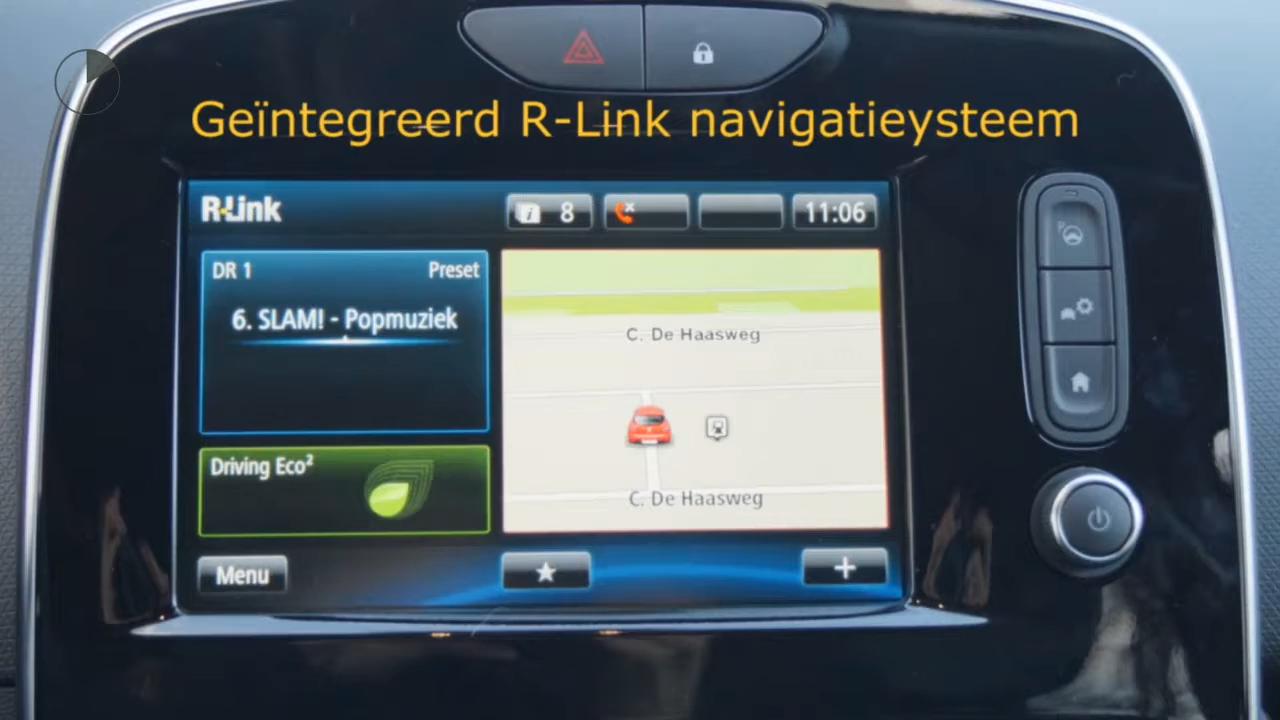 Geïntegreerd R-Link navigatieysteem
R-Link
8
11:06
DR 1 Preset
6. SLAM! - Popmuziek
C. De Haasweg
Driving Eco²
C. De Haasweg
Menu